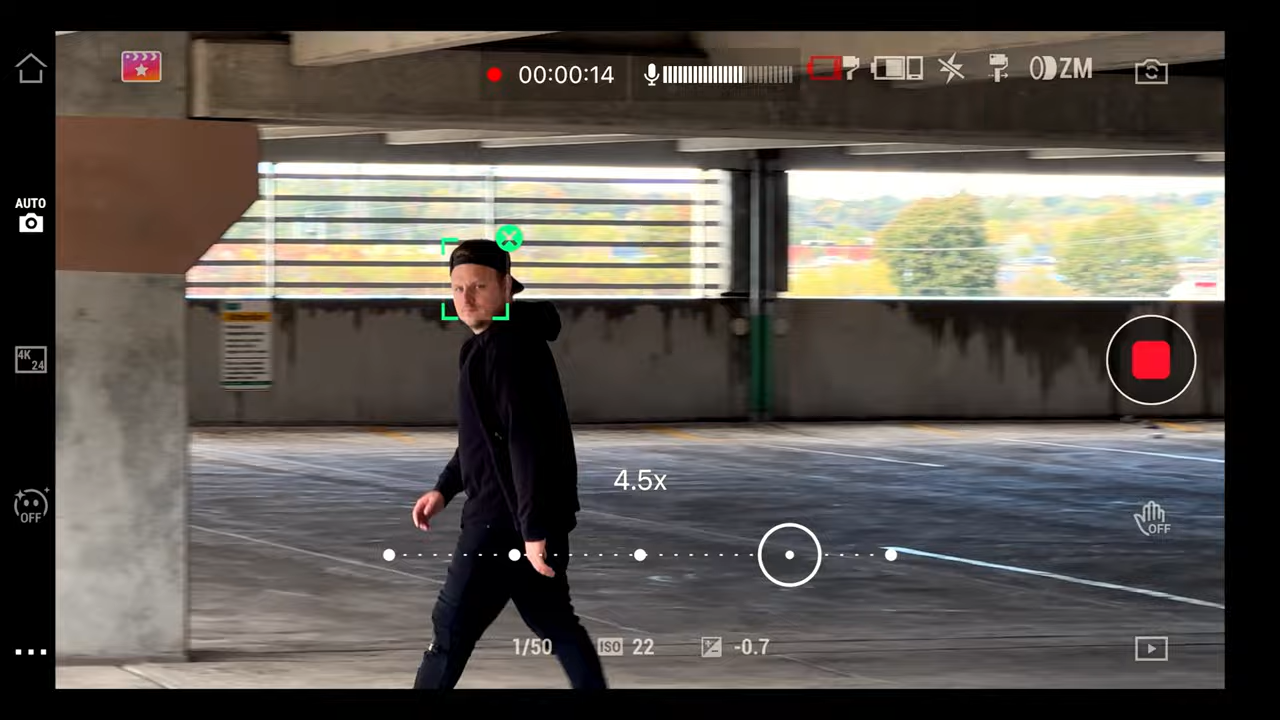 00:00:14
ZM
AUTO
4K
24
4.5x
OFF
OFF
1/50
ISO 22
-0.7